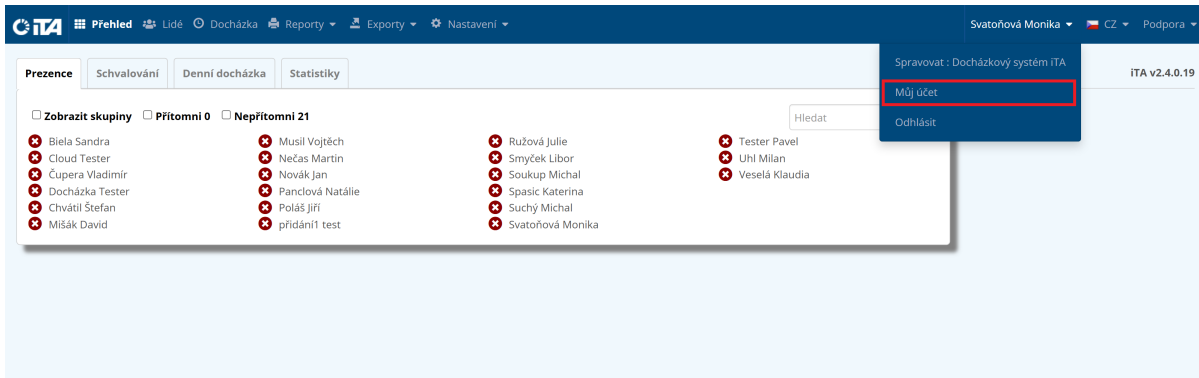 iTA Přehled Lidé Docházka Reporty Exporty Nastavení Svatoňová Monika CZ Podpora
Spravovat : Docházkový systém iTA
Můj účet
Odhlásit
iTA v2.4.0.19
Prezence Schvalování Denní docházka Statistiky
Zobrazit skupiny Přítomni 0 Nepřítomni 21 Hledat
Biela Sandra Musil Vojtěch Ružová Julie Tester Pavel
Cloud Tester Nečas Martin Smyček Libor Uhl Milan
Čupera Vladimír Novák Jan Soukup Michal Veselá Klaudia
Docházka Tester Panclová Natálie Spasic Katerina
Chvátil Štefan Poláš Jiří Suchý Michal
Mišák David přidání1 test Svatoňová Monika